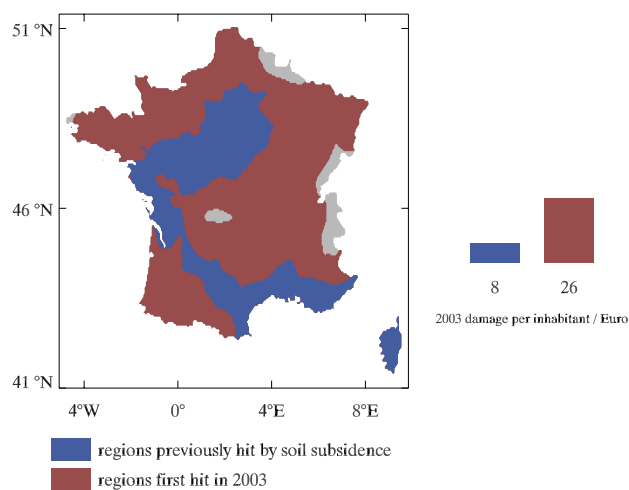 51 °N
46 °N
41 °N
4°W 0° 4°E 8°E
8 26
2003 damage per inhabitant / Euro
regions previously hit by soil subsidence
regions first hit in 2003